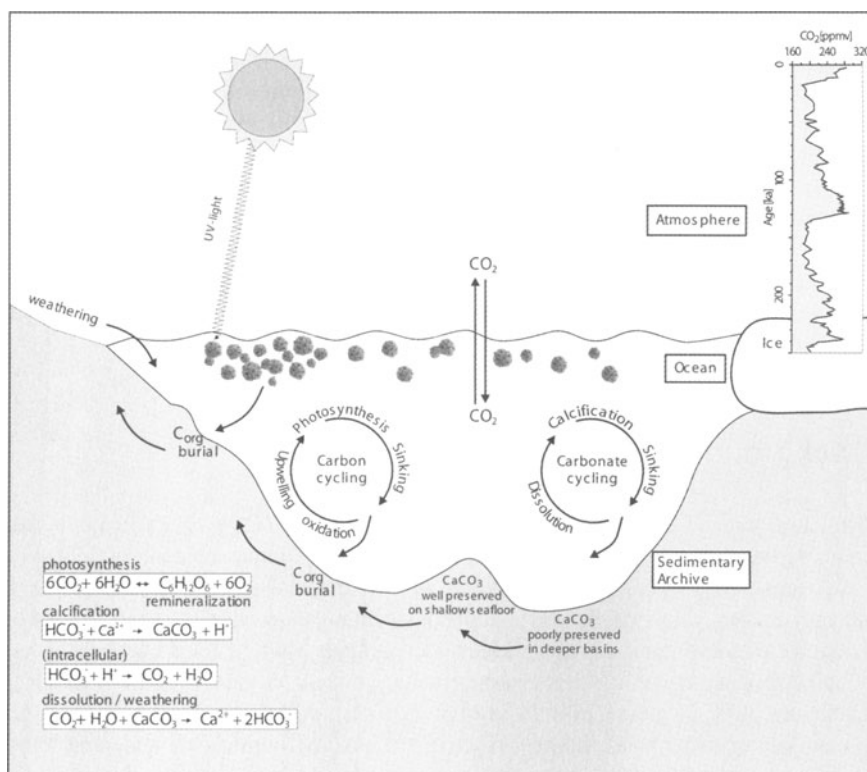 CO₂[ppmv]
160 240 320
0
100
200
Age[ka]
UV-light
Atmosphere
CO₂
weathering
Ice
Ocean
CO₂
Corg
burial
Photosynthesis
Sinking
oxidation
Upwelling
Carbon
cycling
Calcification
Sinking
Dissolution
Carbonate
cycling
Sedimentary
Archive
Corg
burial
CaCO₃
well preserved
on shallow seafloor
CaCO₃
poorly preserved
in deeper basins
photosynthesis
6CO₂+ 6H₂O ↔ C₆H₁₂O₆ + 6O₂
remineralization
calcification
HCO₃⁻+ Ca²⁺ → CaCO₃ + H⁺
(intracellular)
HCO₃⁻+ H⁺ → CO₂ + H₂O
dissolution / weathering
CO₂+ H₂O + CaCO₃→ Ca²⁺ + 2HCO₃⁻